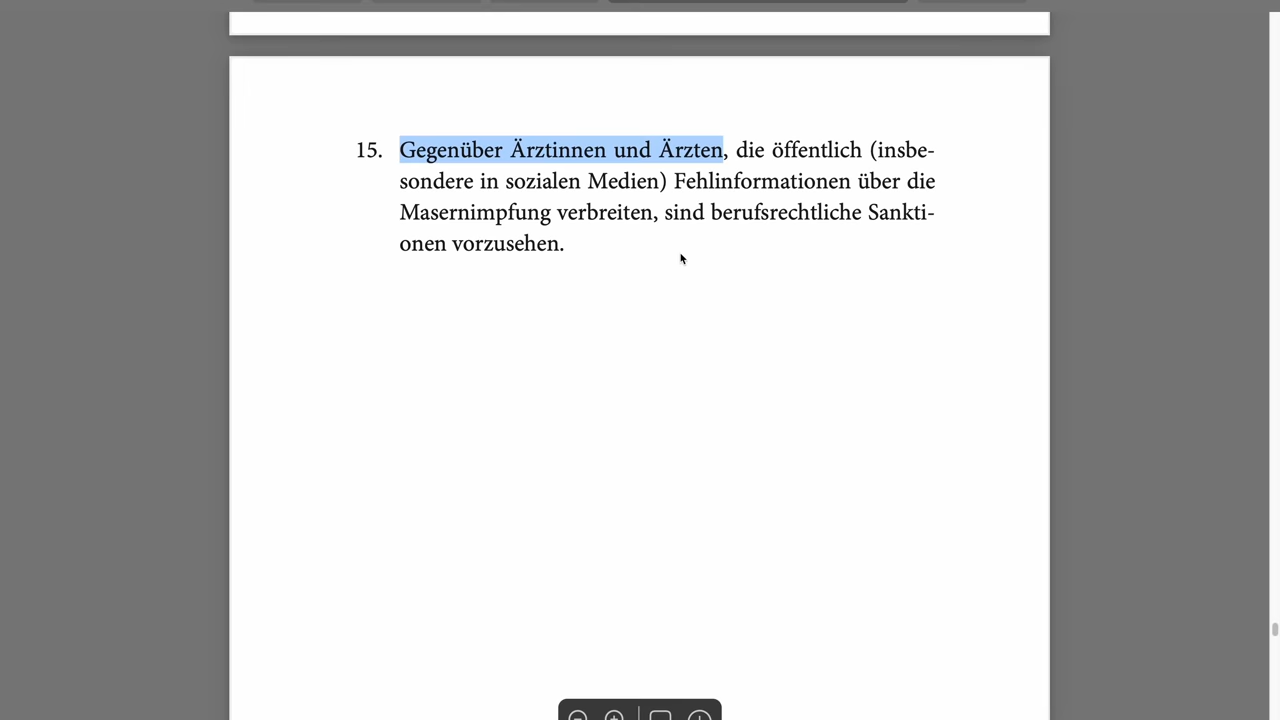 15. Gegenüber Ärztinnen und Ärzten, die öffentlich (insbe-
sondere in sozialen Medien) Fehlinformationen über die
Masernimpfung verbreiten, sind berufsrechtliche Sankti-
onen vorzusehen.